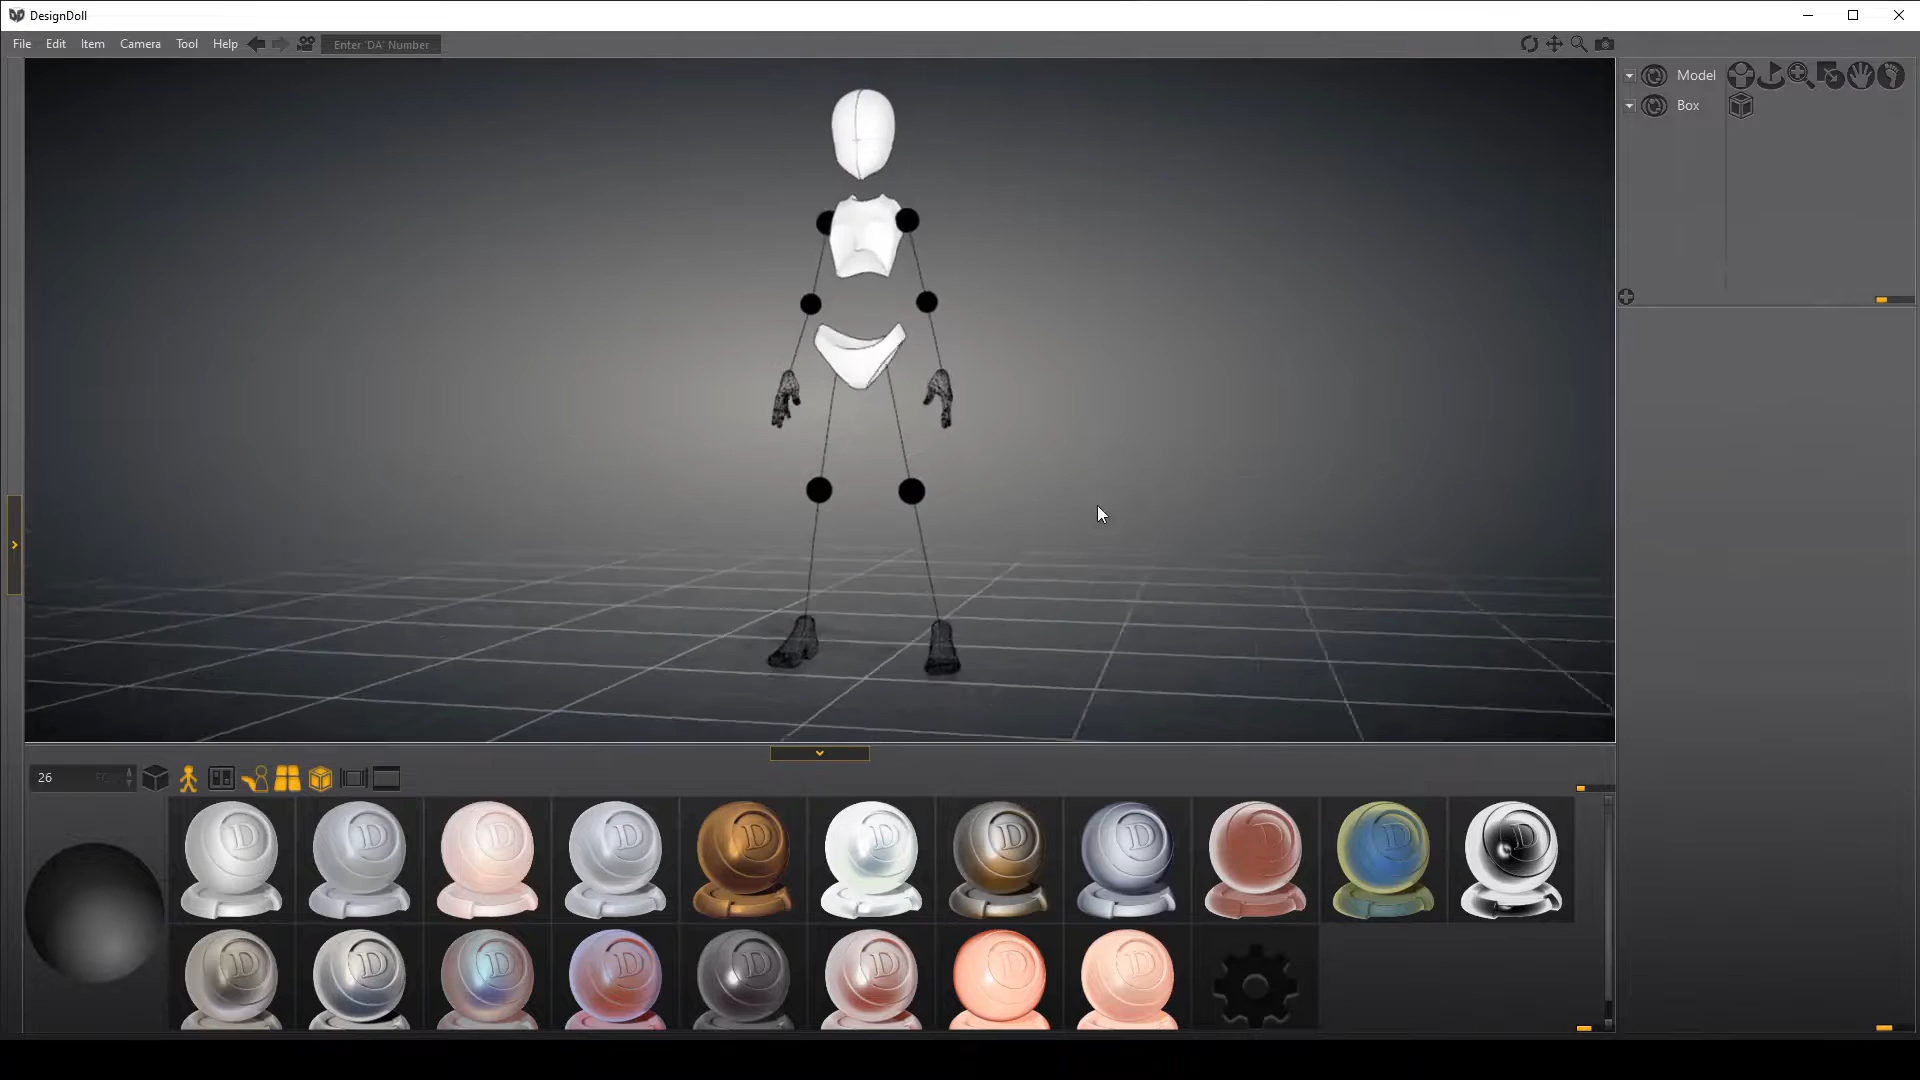 DesignDoll
File Edit Item Camera Tool Help Enter 'DA' Number
Model
Box
26
D D D D D D D D D D D
D D D D D D D D